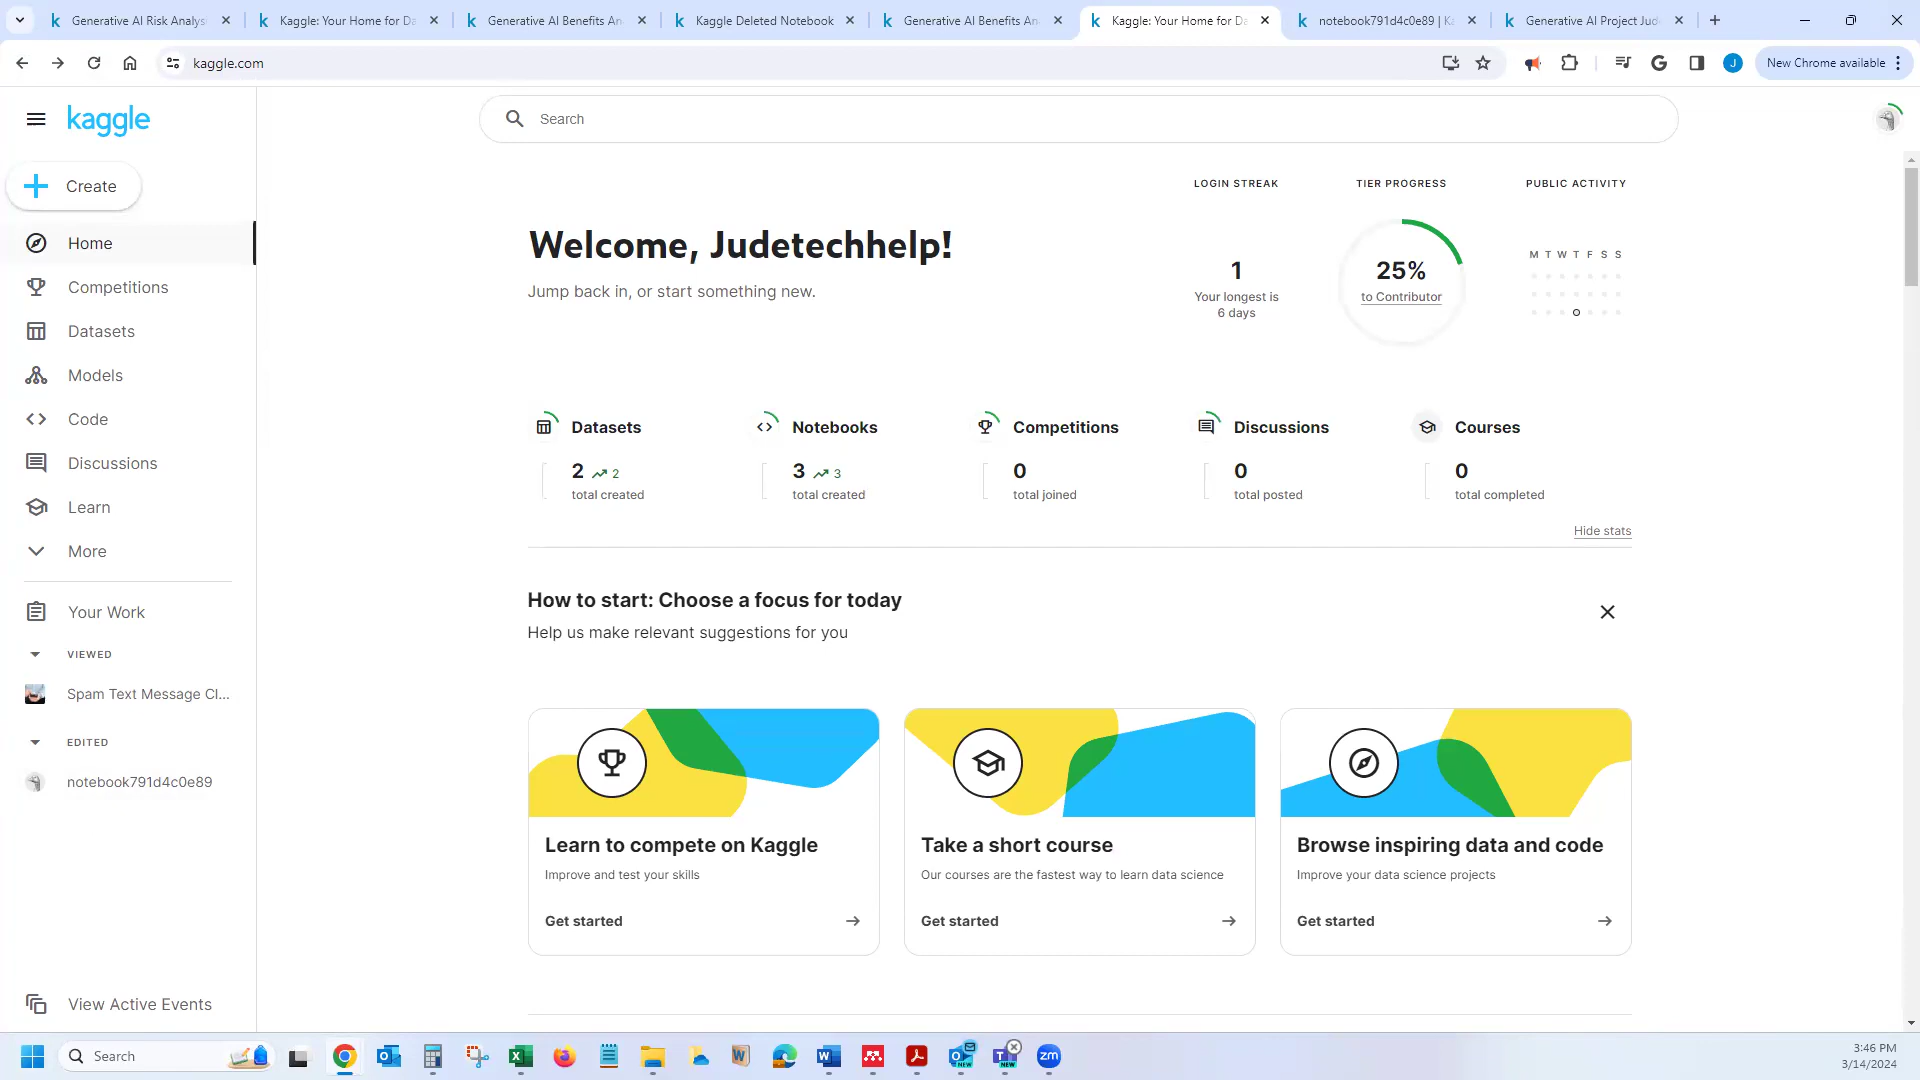 Generative AI Risk Analys
Kaggle: Your Home for Da
Generative AI Benefits An
Kaggle Deleted Notebook
Generative AI Benefits An
Kaggle: Your Home for Da
notebook791d4c0e89 | Ka
Generative AI Project Jud
kaggle.com
J
New Chrome available
kaggle
Search
Create
Home
Competitions
Datasets
Models
Code
Discussions
Learn
More
Your Work
VIEWED
Spam Text Message Cl...
EDITED
notebook791d4c0e89
View Active Events
Welcome, Judetechhelp!
Jump back in, or start something new.
LOGIN STREAK
1
Your longest is
6 days
TIER PROGRESS
25%
to Contributor
PUBLIC ACTIVITY
M T W T F S S
Datasets
2 2
total created
Notebooks
3 3
total created
Competitions
0
total joined
Discussions
0
total posted
Courses
0
total completed
Hide stats
How to start: Choose a focus for today
Help us make relevant suggestions for you
Learn to compete on Kaggle
Improve and test your skills
Get started
Take a short course
Our courses are the fastest way to learn data science
Get started
Browse inspiring data and code
Improve your data science projects
Get started
Search
NEW
NEW
zm
3:46 PM
3/14/2024